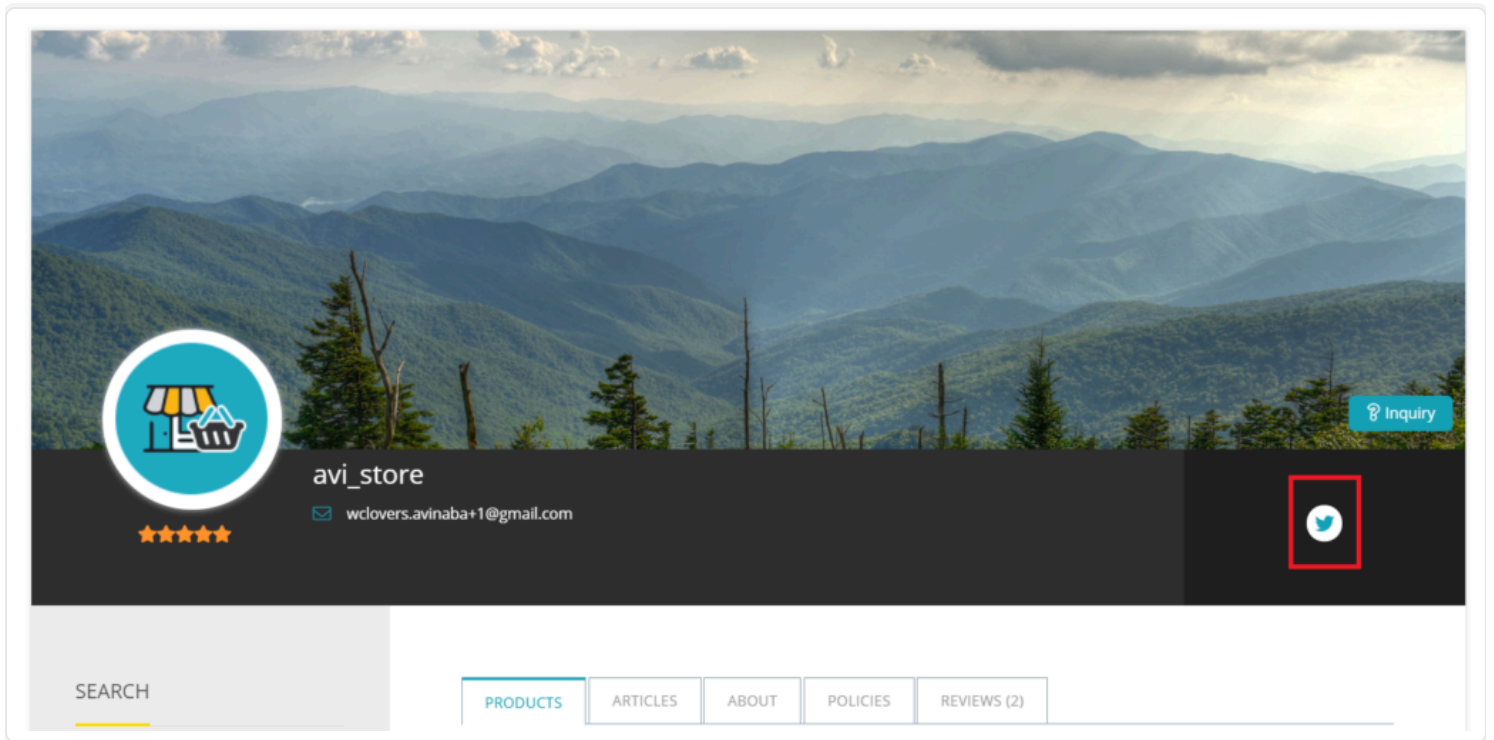 Inquiry
avi_store
wclovers.avinaba+1@gmail.com
SEARCH
PRODUCTS
ARTICLES
ABOUT
POLICIES
REVIEWS (2)